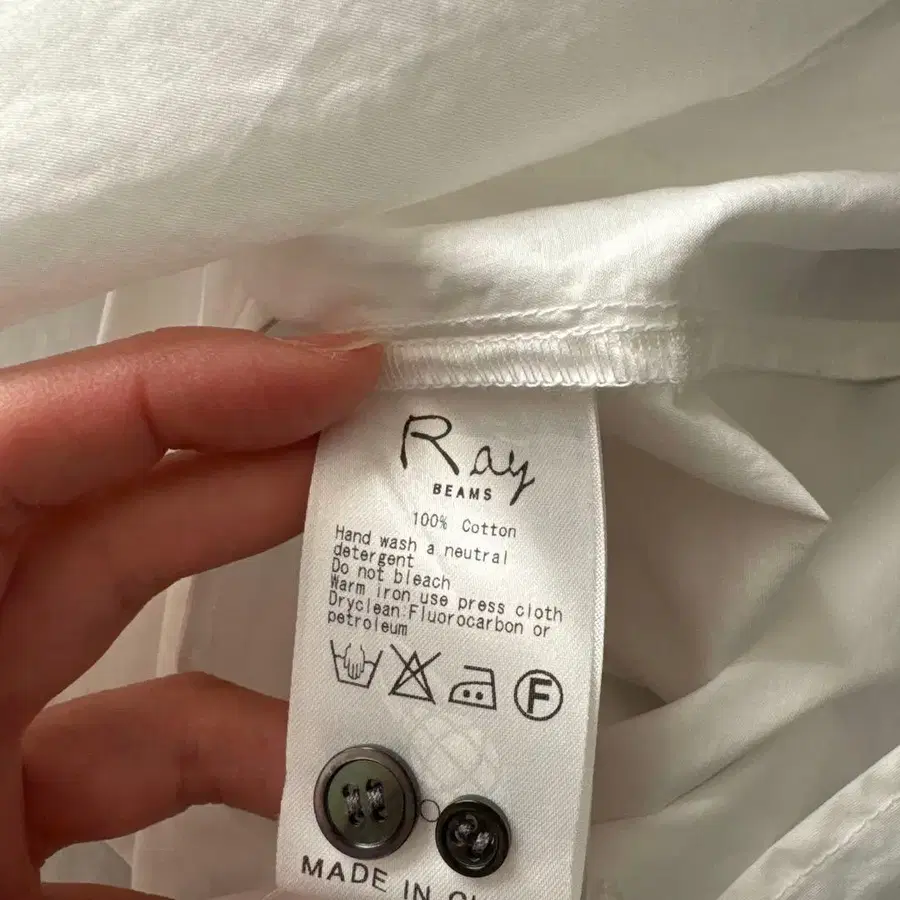 Ray
BEAMS
100% Cotton
Hand wash a neutral
detergent
Do not bleach
Warm iron use press cloth
Dryclean:Fluorocarbon or
petroleum
F
MADE IN